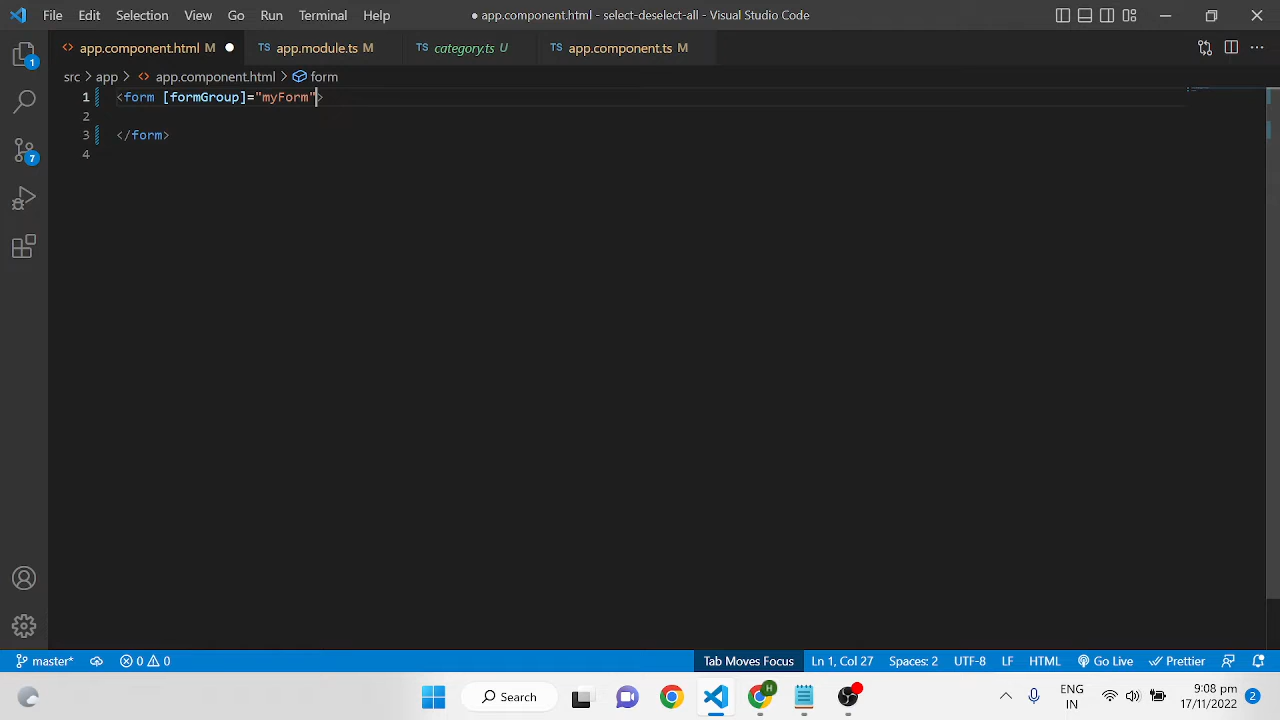 File Edit Selection View Go Run Terminal Help
● app.component.html - select-deselect-all - Visual Studio Code
app.component.html M
TS app.module.ts M
TS category.ts U
TS app.component.ts M
src > app > app.component.html > form
1 <form [formGroup]="myForm">
2
3 </form>
4
1
7
master* 0 0
Tab Moves Focus Ln 1, Col 27 Spaces: 2 UTF-8 LF HTML Go Live Prettier
Search
H
ENG
IN
9:08 pm
17/11/2022
2